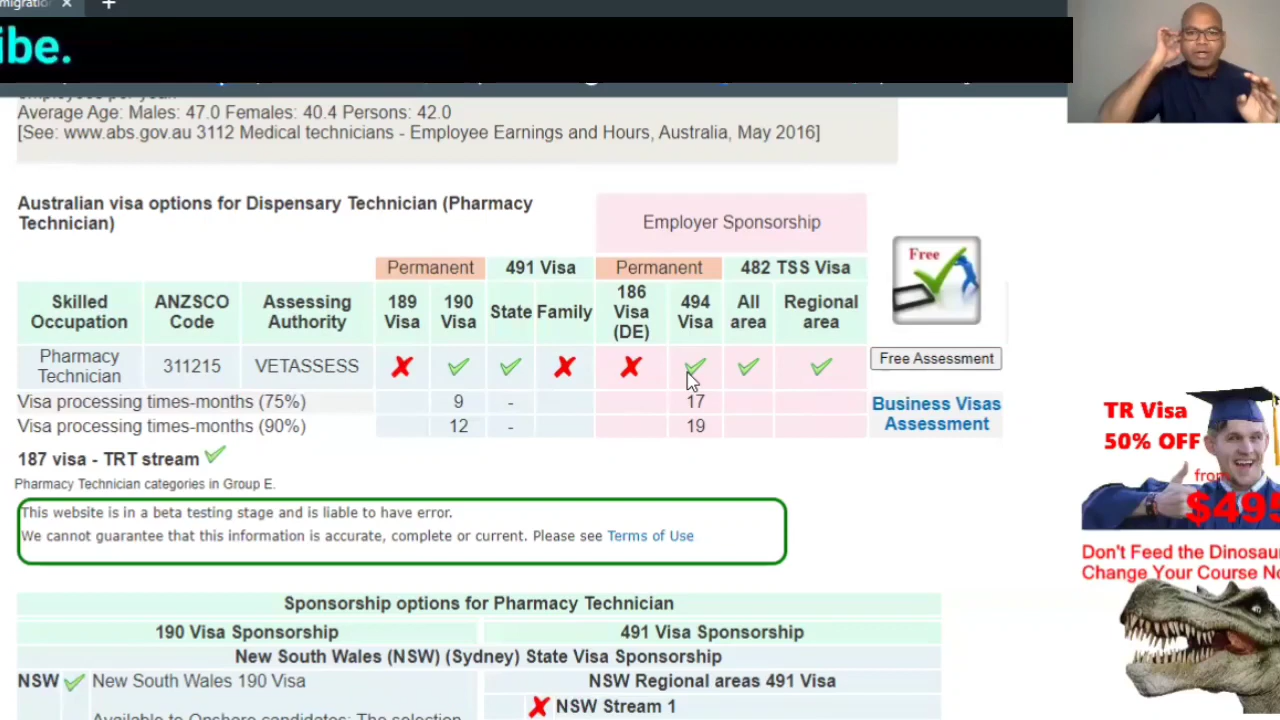 migration
ibe.
Average Age: Males: 47.0 Females: 40.4 Persons: 42.0
[See: www.abs.gov.au 3112 Medical technicians - Employee Earnings and Hours, Australia, May 2016]
Australian visa options for Dispensary Technician (Pharmacy
Technician)
Employer Sponsorship
Permanent 491 Visa Permanent 482 TSS Visa
Skilled Occupation ANZSCO Code Assessing Authority 189 Visa 190 Visa State Family 186 Visa (DE) 494 Visa All area Regional area
Pharmacy Technician 311215 VETASSESS
Visa processing times-months (75%) 9 - 17
Visa processing times-months (90%) 12 - 19
Free
Free Assessment
Business Visas
Assessment
187 visa - TRT stream
Pharmacy Technician categories in Group E.
This website is in a beta testing stage and is liable to have error.
We cannot guarantee that this information is accurate, complete or current. Please see Terms of Use
TR Visa
50% OFF
from
$495
Don't Feed the Dinosau
Change Your Course No
Sponsorship options for Pharmacy Technician
190 Visa Sponsorship 491 Visa Sponsorship
New South Wales (NSW) (Sydney) State Visa Sponsorship
NSW New South Wales 190 Visa NSW Regional areas 491 Visa
NSW Stream 1
Available to Onshore candidates: The selection